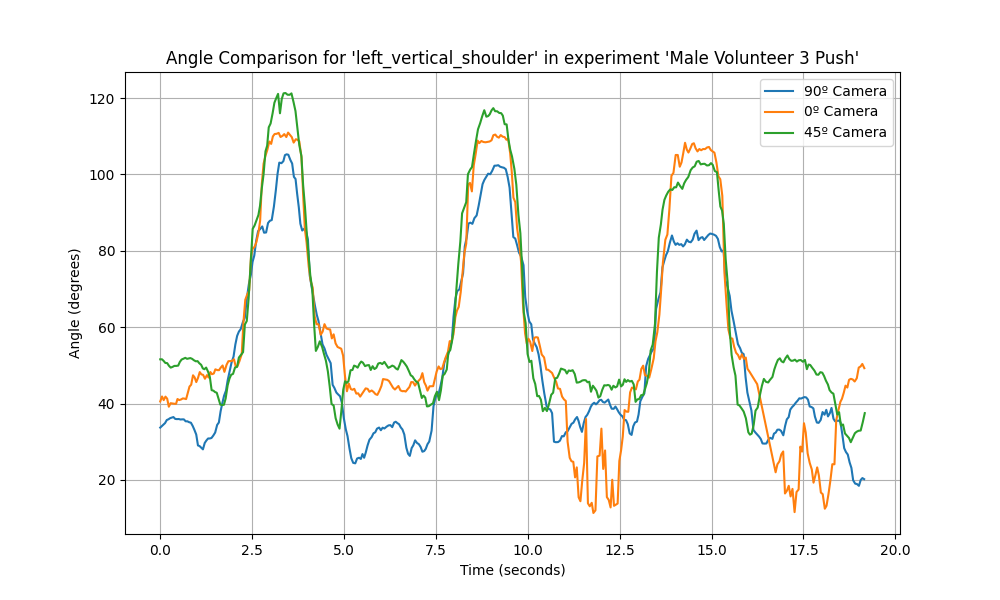 Angle Comparison for 'left_vertical_shoulder' in experiment 'Male Volunteer 3 Push'
90º Camera
0º Camera
45º Camera
120
100
80
60
40
20
Angle (degrees)
0.0 2.5 5.0 7.5 10.0 12.5 15.0 17.5 20.0
Time (seconds)